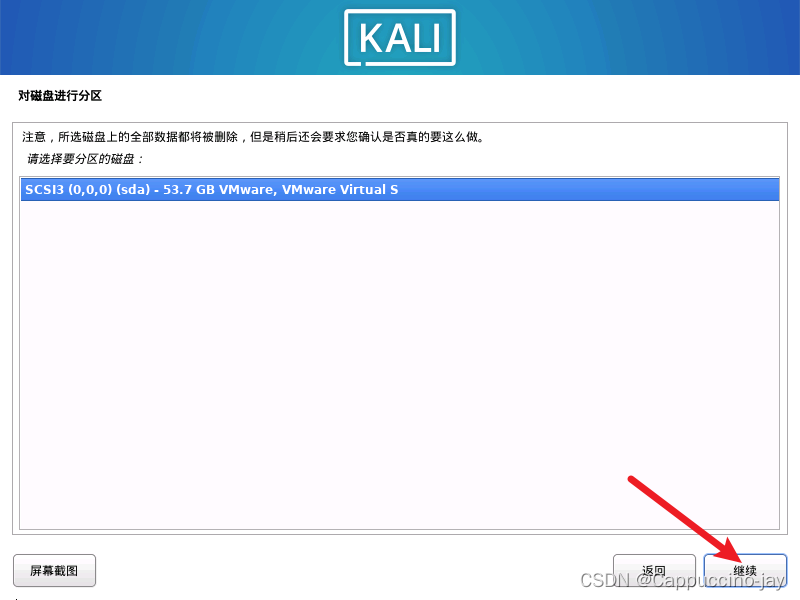 KALI
对磁盘进行分区
注意，所选磁盘上的全部数据都将被删除，但是稍后还会要求您确认是否真的要这么做。
请选择要分区的磁盘：
SCSI3 (0,0,0) (sda) - 53.7 GB VMware, VMware Virtual S
屏幕截图
返回
继续
CSDN @Cappuccino-jay